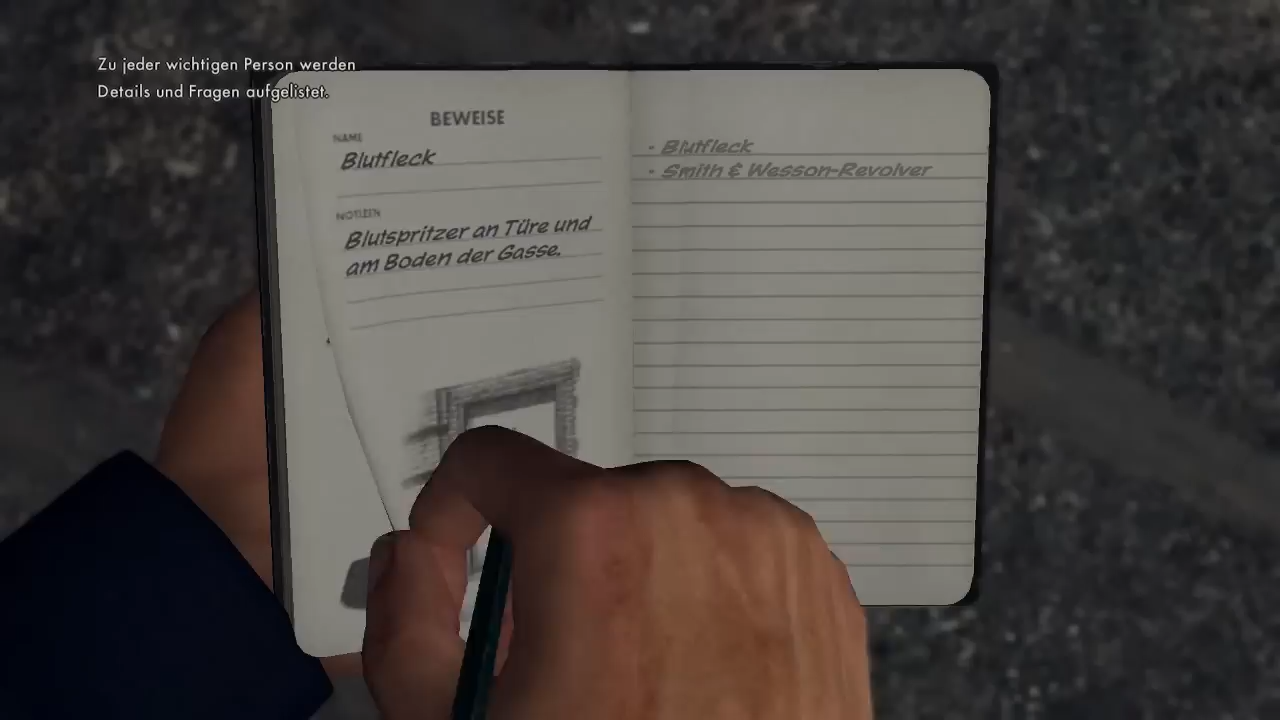 Zu jeder wichtigen Person werden
Details und Fragen aufgelistet.
BEWEISE
NAME
Blutfleck
NOTIZEN
Blutspritzer an Türe und
am Boden der Gasse.
- Blutfleck
- Smith & Wesson-Revolver